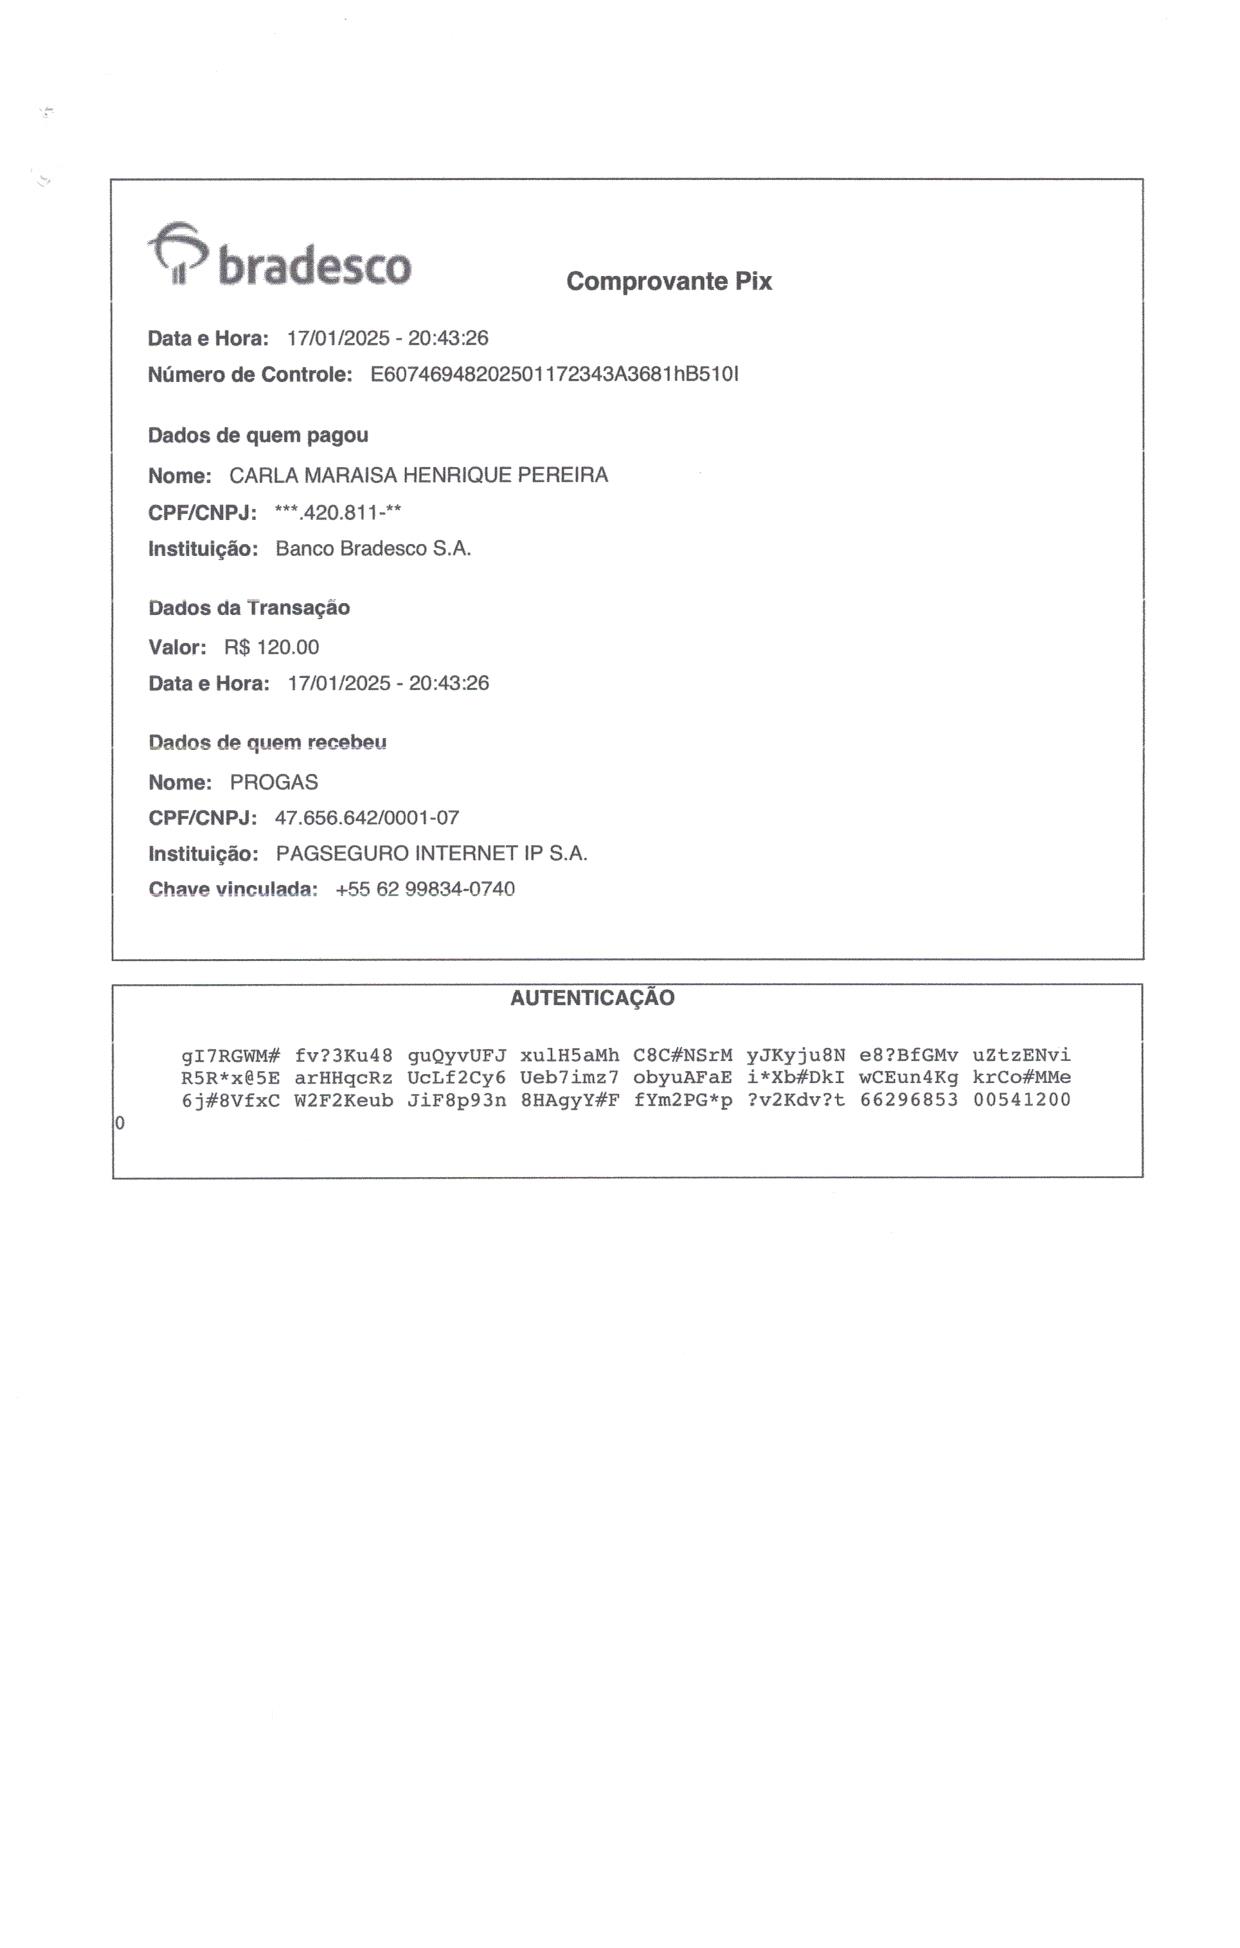 bradesco
Comprovante Pix
Data e Hora: 17/01/2025 - 20:43:26
Número de Controle: E60746948202501172343A3681hB510I
Dados de quem pagou
Nome: CARLA MARAISA HENRIQUE PEREIRA
CPF/CNPJ: ***.420.811-**
Instituição: Banco Bradesco S.A.
Dados da Transação
Valor: R$ 120.00
Data e Hora: 17/01/2025 - 20:43:26
Dados de quem recebeu
Nome: PROGAS
CPF/CNPJ: 47.656.642/0001-07
Instituição: PAGSEGURO INTERNET IP S.A.
Chave vinculada: +55 62 99834-0740
AUTENTICAÇÃO
gI7RGWM# fv?3Ku48 guQyvUFJ xulH5aMh C8C#NSrM yJKyju8N e8?BfGMv uZtzENvi
R5R*x@5E arHHqcRz UcLf2Cy6 Ueb7imz7 obyuAFaE i*Xb#DkI wCEun4Kg krCo#MMe
6j#8VfxC W2F2Keub JiF8p93n 8HAgyY#F fYm2PG*p ?v2Kdv?t 66296853 00541200
0